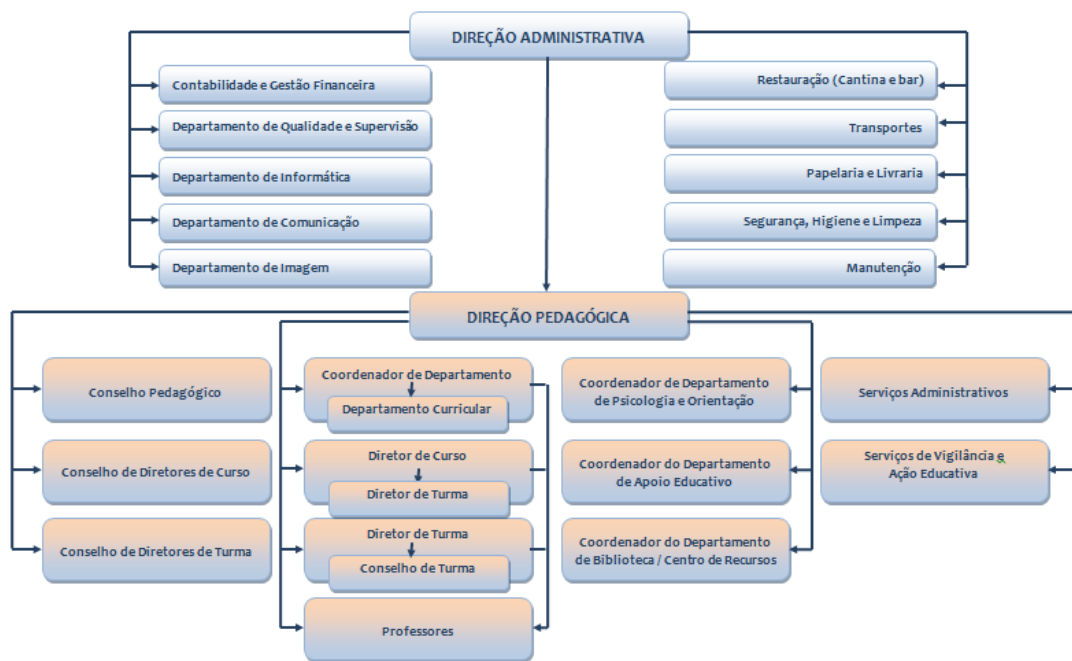 DIREÇÃO ADMINISTRATIVA
Contabilidade e Gestão Financeira
Departamento de Qualidade e Supervisão
Departamento de Informática
Departamento de Comunicação
Departamento de Imagem
Restauração (Cantina e bar)
Transportes
Papelaria e Livraria
Segurança, Higiene e Limpeza
Manutenção
DIREÇÃO PEDAGÓGICA
Conselho Pedagógico
Conselho de Diretores de Curso
Conselho de Diretores de Turma
Coordenador de Departamento
Departamento Curricular
Diretor de Curso
Diretor de Turma
Diretor de Turma
Conselho de Turma
Professores
Coordenador de Departamento
de Psicologia e Orientação
Coordenador do Departamento
de Apoio Educativo
Coordenador do Departamento
de Biblioteca / Centro de Recursos
Serviços Administrativos
Serviços de Vigilância e
Ação Educativa